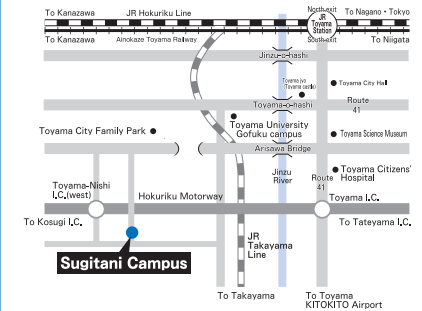 To Kanazawa
JR Hokuriku Line
North exit
To Nagano・Tokyo
JR
Toyama
Station
To Kanazawa
Ainokaze Toyama Railway
South exit
To Niigata
Jinzu-o-hashi
Toyama City Hall
Toyama-jyo
(Toyama castle)
Toyama-o-hashi
Route
41
Toyama University
Gofuku campus
Toyama City Family Park
Toyama Science Museum
Arisawa Bridge
Toyama Citizens'
Hospital
Jinzu
River
Route
41
Toyama-Nishi
I.C.(west)
Hokuriku Motorway
Toyama I.C.
To Kosugi I.C.
To Tateyama I.C.
Sugitani Campus
JR
Takayama
Line
To Takayama
To Toyama
KITOKITO Airport